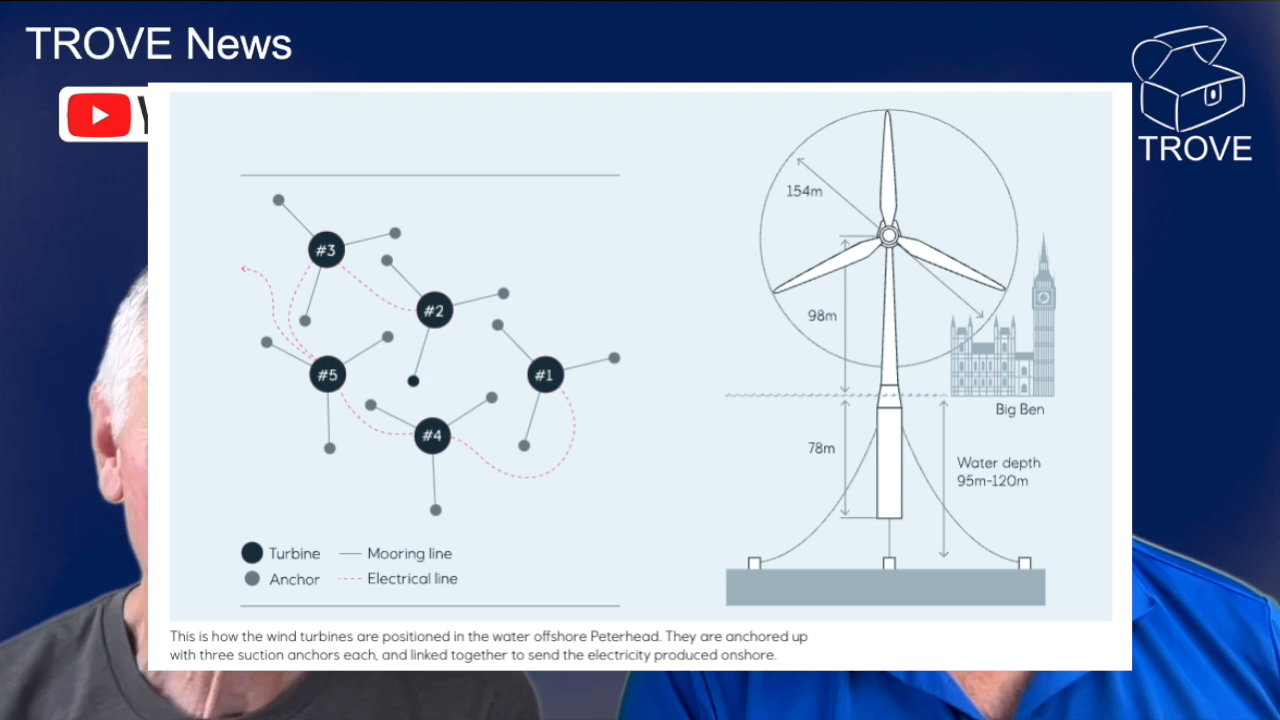 TROVE News
TROVE
#3
#2
#1
#5
#4
Turbine
Mooring line
Anchor
Electrical line
154m
98m
78m
Big Ben
Water depth
95m-120m
This is how the wind turbines are positioned in the water offshore Peterhead. They are anchored up
with three suction anchors each, and linked together to send the electricity produced onshore.